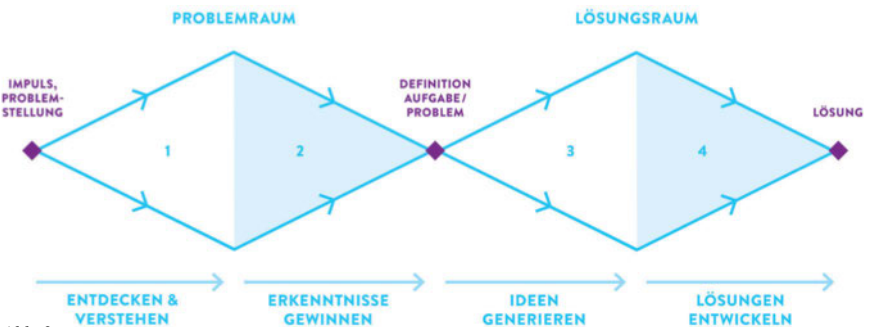 PROBLEMRAUM
LÖSUNGSRAUM
IMPULS,
PROBLEM-
STELLUNG
DEFINITION
AUFGABE/
PROBLEM
LÖSUNG
1
2
3
4
ENTDECKEN &
VERSTEHEN
ERKENNTNISSE
GEWINNEN
IDEEN
GENERIEREN
LÖSUNGEN
ENTWICKELN